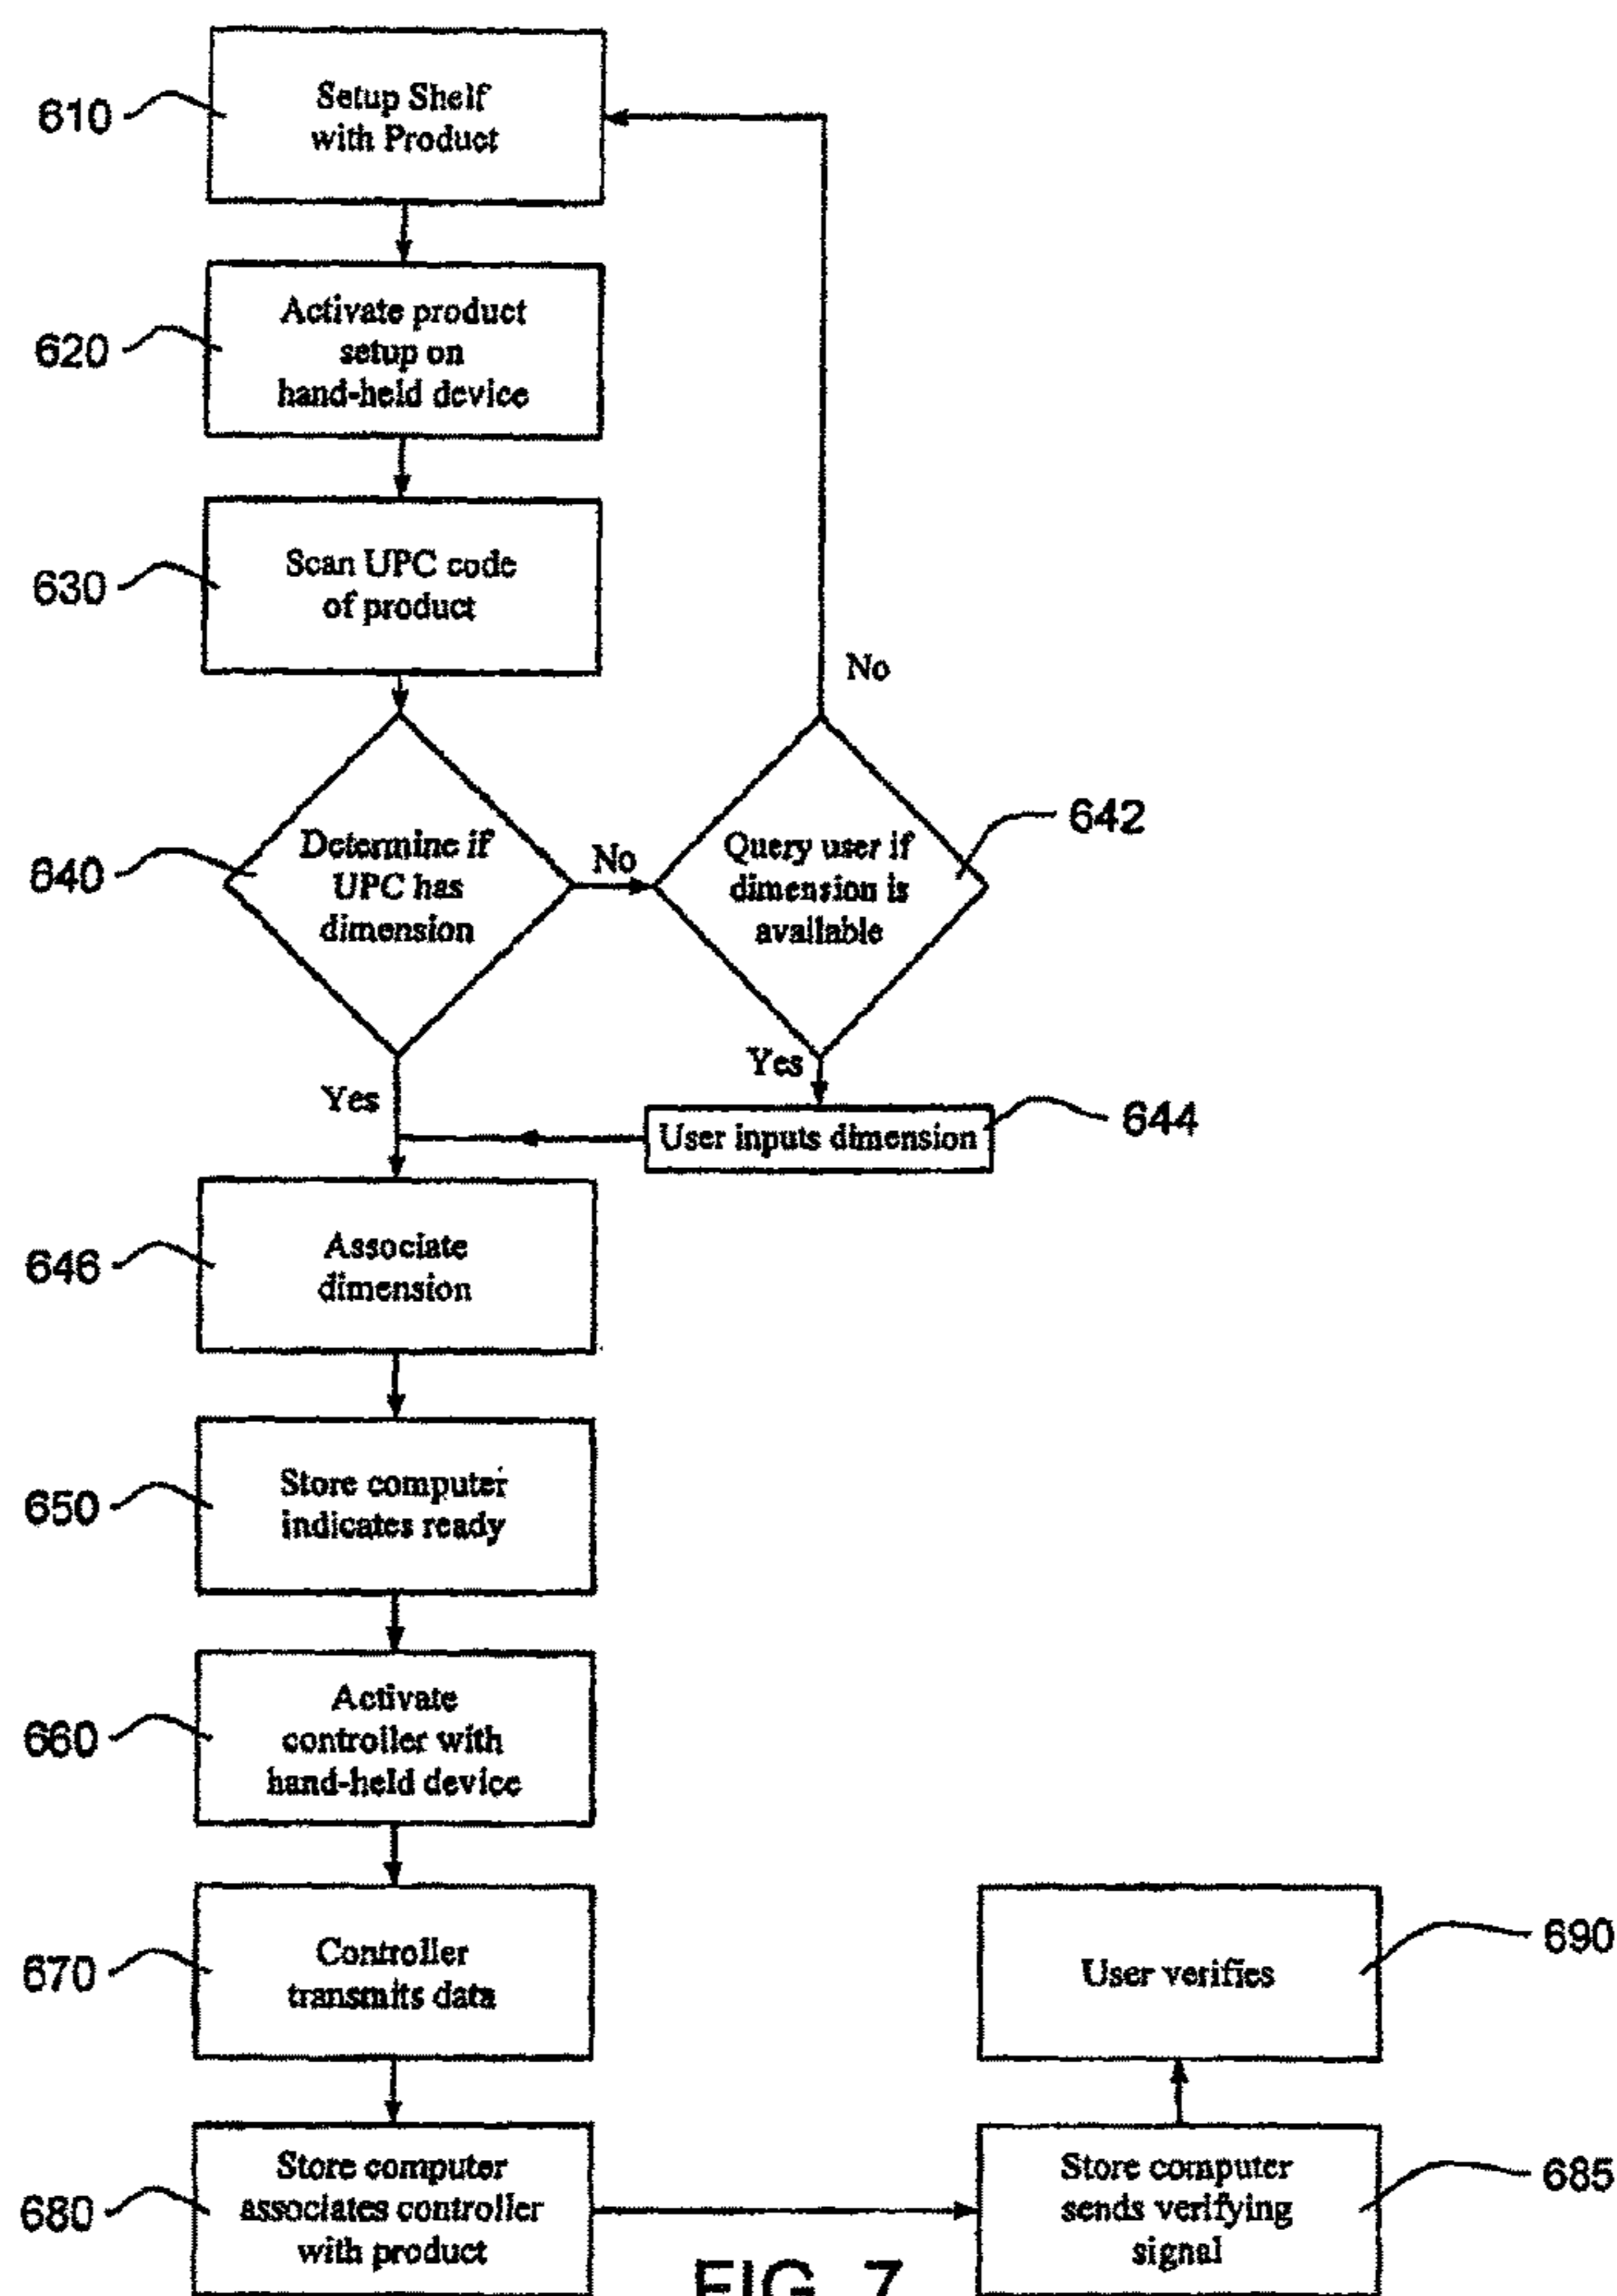 610
Setup Shelf
with Product
620
Activate product
setup on
hand-held device
630
Scan UPC code
of product
No
640
Determine if
UPC has
dimension
No
Query user if
dimension is
available
642
Yes
Yes
User inputs dimension
644
646
Associate
dimension
650
Store computer
indicates ready
660
Activate
controller with
hand-held device
670
Controller
transmits data
User verifies
690
680
Store computer
associates controller
with product
Store computer
sends verifying
signal
685
FIG. 7